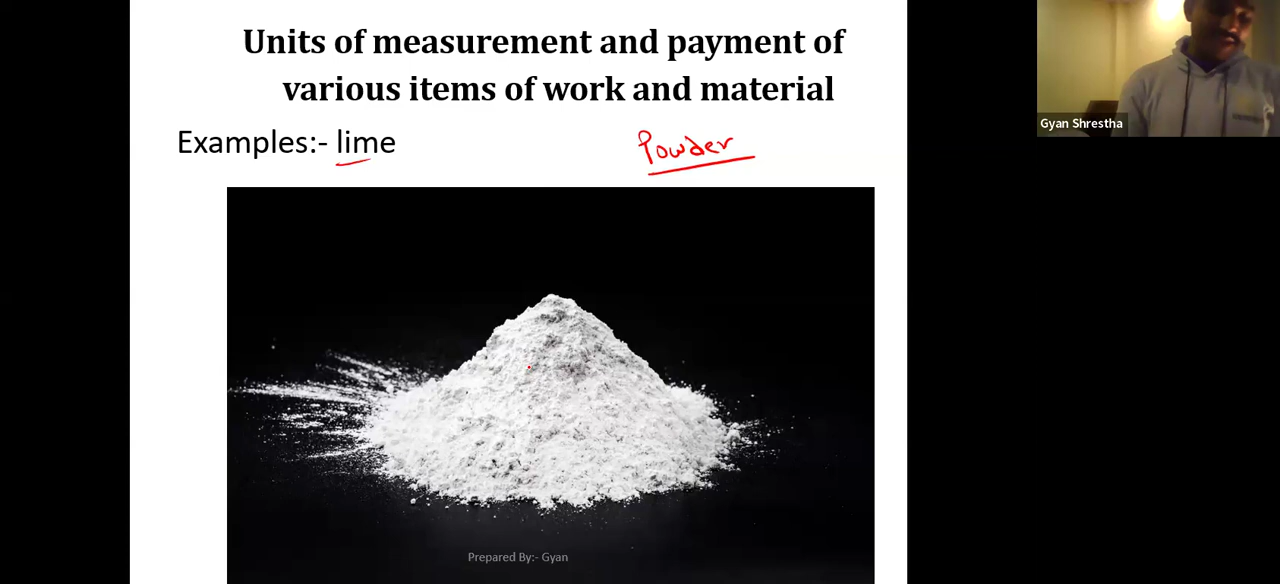 Units of measurement and payment of
various items of work and material
Examples:- lime
Powder
Prepared By:- Gyan
Gyan Shrestha